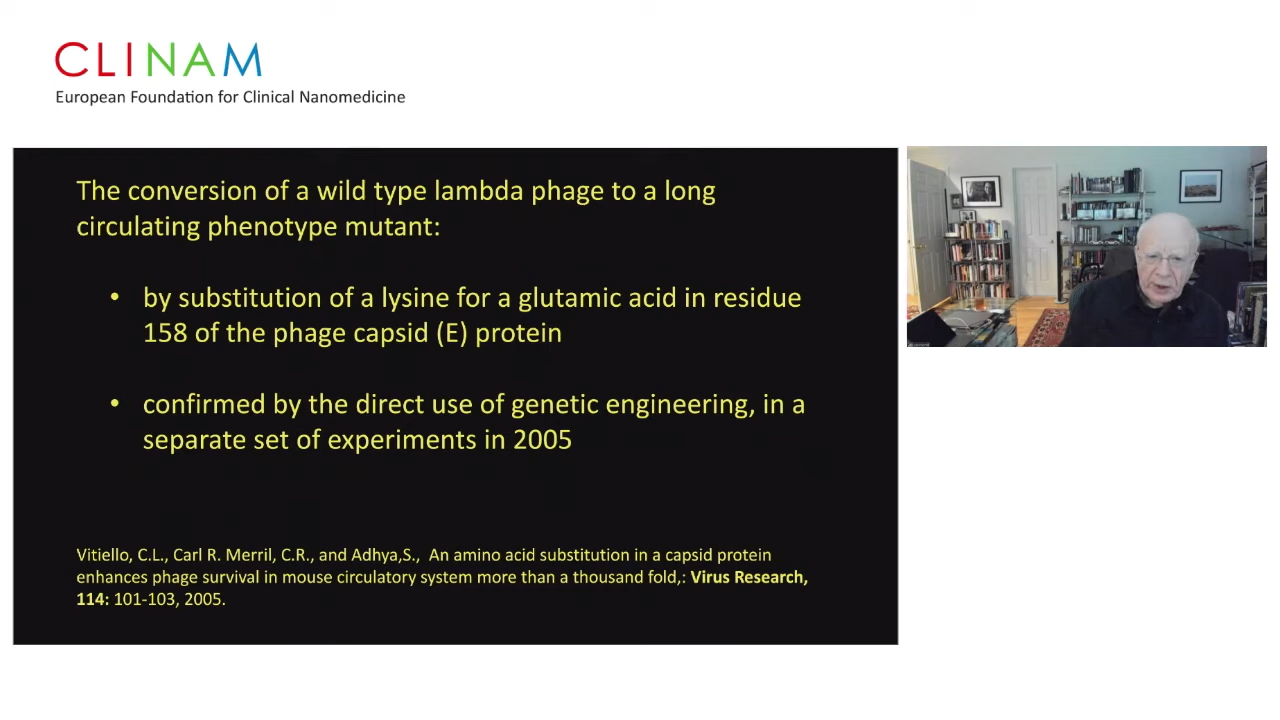 CLINAM
European Foundation for Clinical Nanomedicine
The conversion of a wild type lambda phage to a long
circulating phenotype mutant:
• by substitution of a lysine for a glutamic acid in residue
158 of the phage capsid (E) protein
• confirmed by the direct use of genetic engineering, in a
separate set of experiments in 2005
Vitiello, C.L., Carl R. Merril, C.R., and Adhya,S., An amino acid substitution in a capsid protein
enhances phage survival in mouse circulatory system more than a thousand fold,: Virus Research,
114: 101-103, 2005.